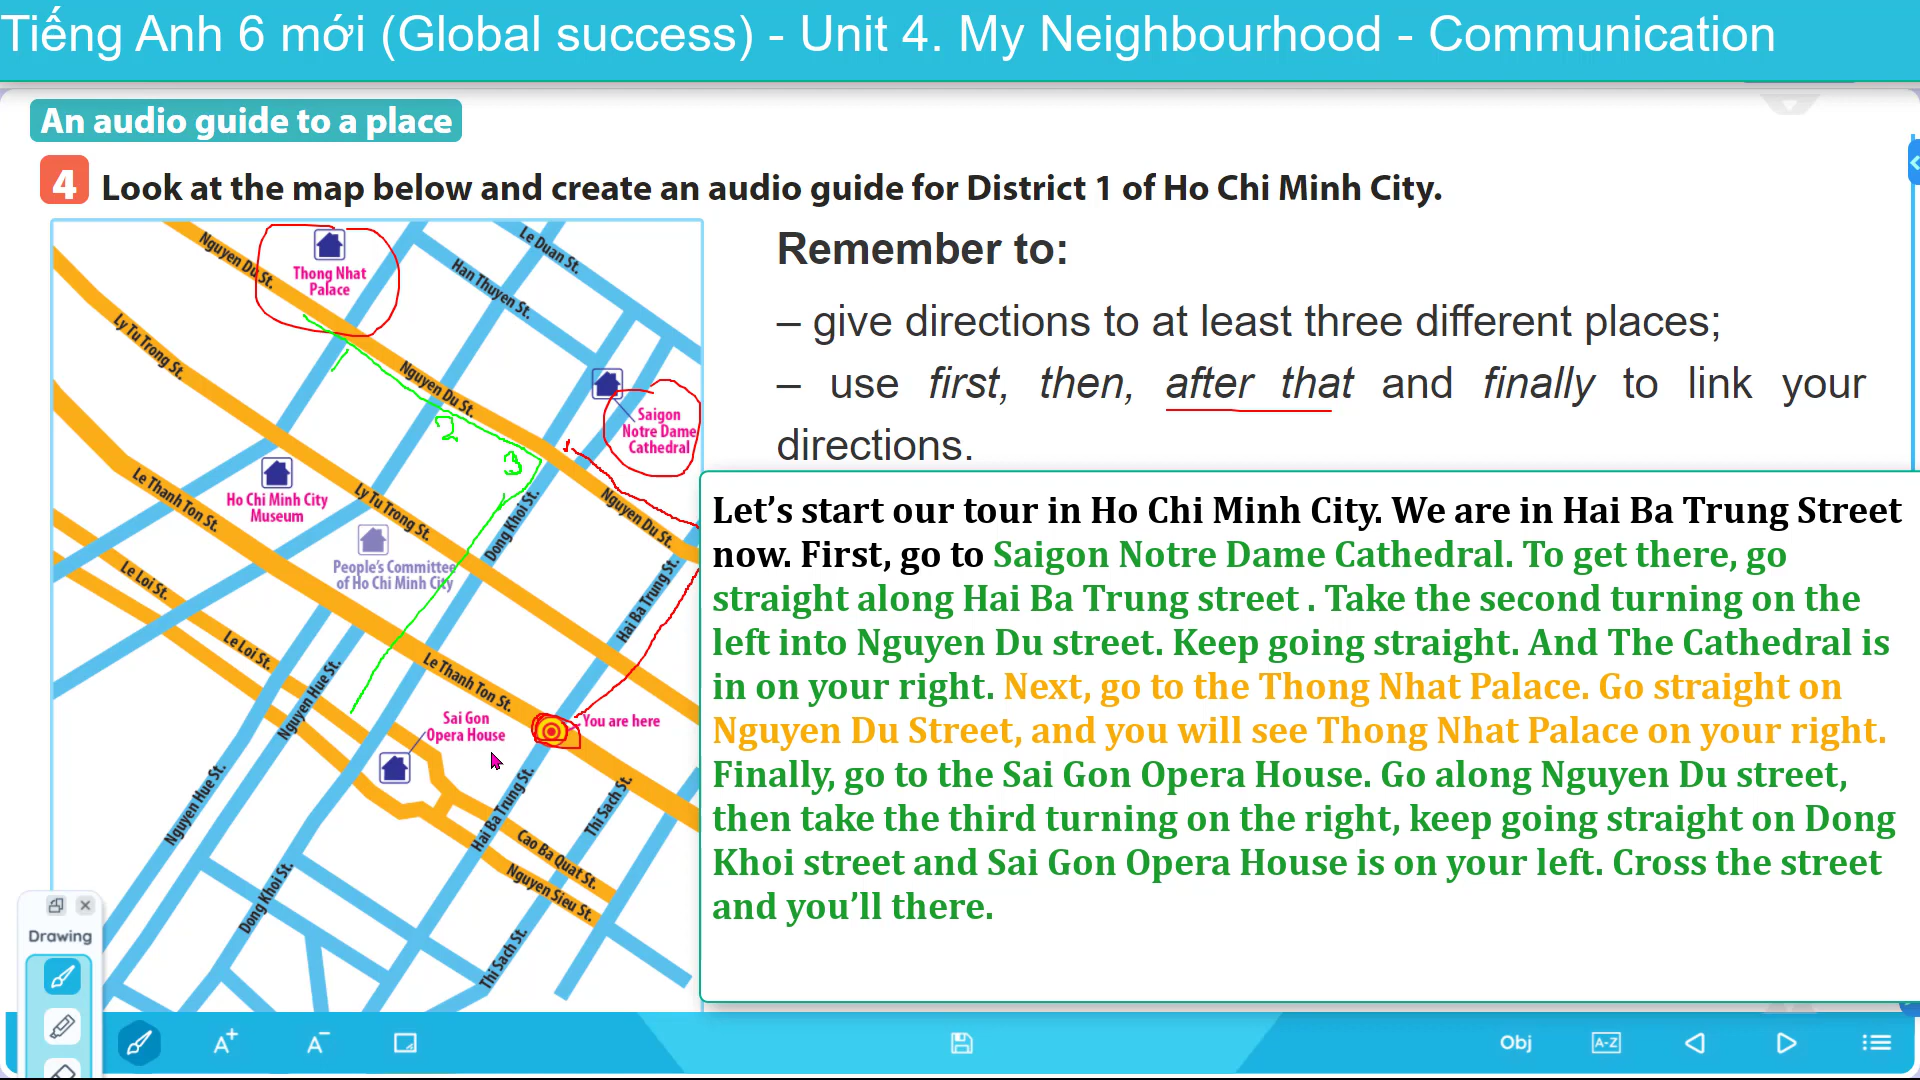 Tiếng Anh 6 mới (Global success) - Unit 4. My Neighbourhood - Communication
An audio guide to a place
4 Look at the map below and create an audio guide for District 1 of Ho Chi Minh City.
Nguyen Du St.
Thong Nhat
Palace
Le Duan St.
Han Thuyen St.
Ly Tu Trong St.
Nguyen Du St.
Saigon
Notre Dame
Cathedral
1
2
3
1
Le Thanh Ton St.
Ho Chi Minh City
Museum
Ly Tu Trong St.
Dong Khoi St.
Nguyen Du St.
People's Committee
of Ho Chi Minh City
Le Loi St.
Hai Ba Trung St.
Le Loi St.
Nguyen Hue St.
Le Thanh Ton St.
Sai Gon
Opera House
You are here
Nguyen Hue St.
Hai Ba Trung St.
Thi Sach St.
Cao Ba Quat St.
Nguyen Sieu St.
Dong Khoi St.
Thi Sach St.
Remember to:
– give directions to at least three different places;
– use first, then, after that and finally to link your
directions.
Let’s start our tour in Ho Chi Minh City. We are in Hai Ba Trung Street
now. First, go to Saigon Notre Dame Cathedral. To get there, go
straight along Hai Ba Trung street . Take the second turning on the
left into Nguyen Du street. Keep going straight. And The Cathedral is
in on your right. Next, go to the Thong Nhat Palace. Go straight on
Nguyen Du Street, and you will see Thong Nhat Palace on your right.
Finally, go to the Sai Gon Opera House. Go along Nguyen Du street,
then take the third turning on the right, keep going straight on Dong
Khoi street and Sai Gon Opera House is on your left. Cross the street
and you’ll there.
Drawing
A+
A-
Obj
A-Z